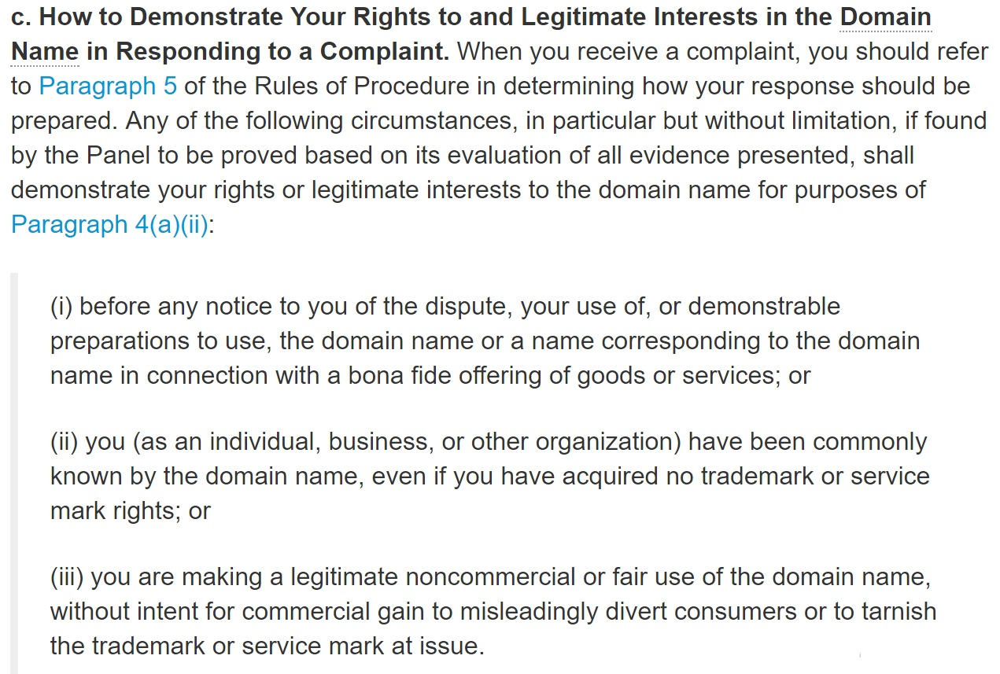 c. How to Demonstrate Your Rights to and Legitimate Interests in the Domain
Name in Responding to a Complaint. When you receive a complaint, you should refer
to Paragraph 5 of the Rules of Procedure in determining how your response should be
prepared. Any of the following circumstances, in particular but without limitation, if found
by the Panel to be proved based on its evaluation of all evidence presented, shall
demonstrate your rights or legitimate interests to the domain name for purposes of
Paragraph 4(a)(ii):
(i) before any notice to you of the dispute, your use of, or demonstrable
preparations to use, the domain name or a name corresponding to the domain
name in connection with a bona fide offering of goods or services; or
(ii) you (as an individual, business, or other organization) have been commonly
known by the domain name, even if you have acquired no trademark or service
mark rights; or
(iii) you are making a legitimate noncommercial or fair use of the domain name,
without intent for commercial gain to misleadingly divert consumers or to tarnish
the trademark or service mark at issue.